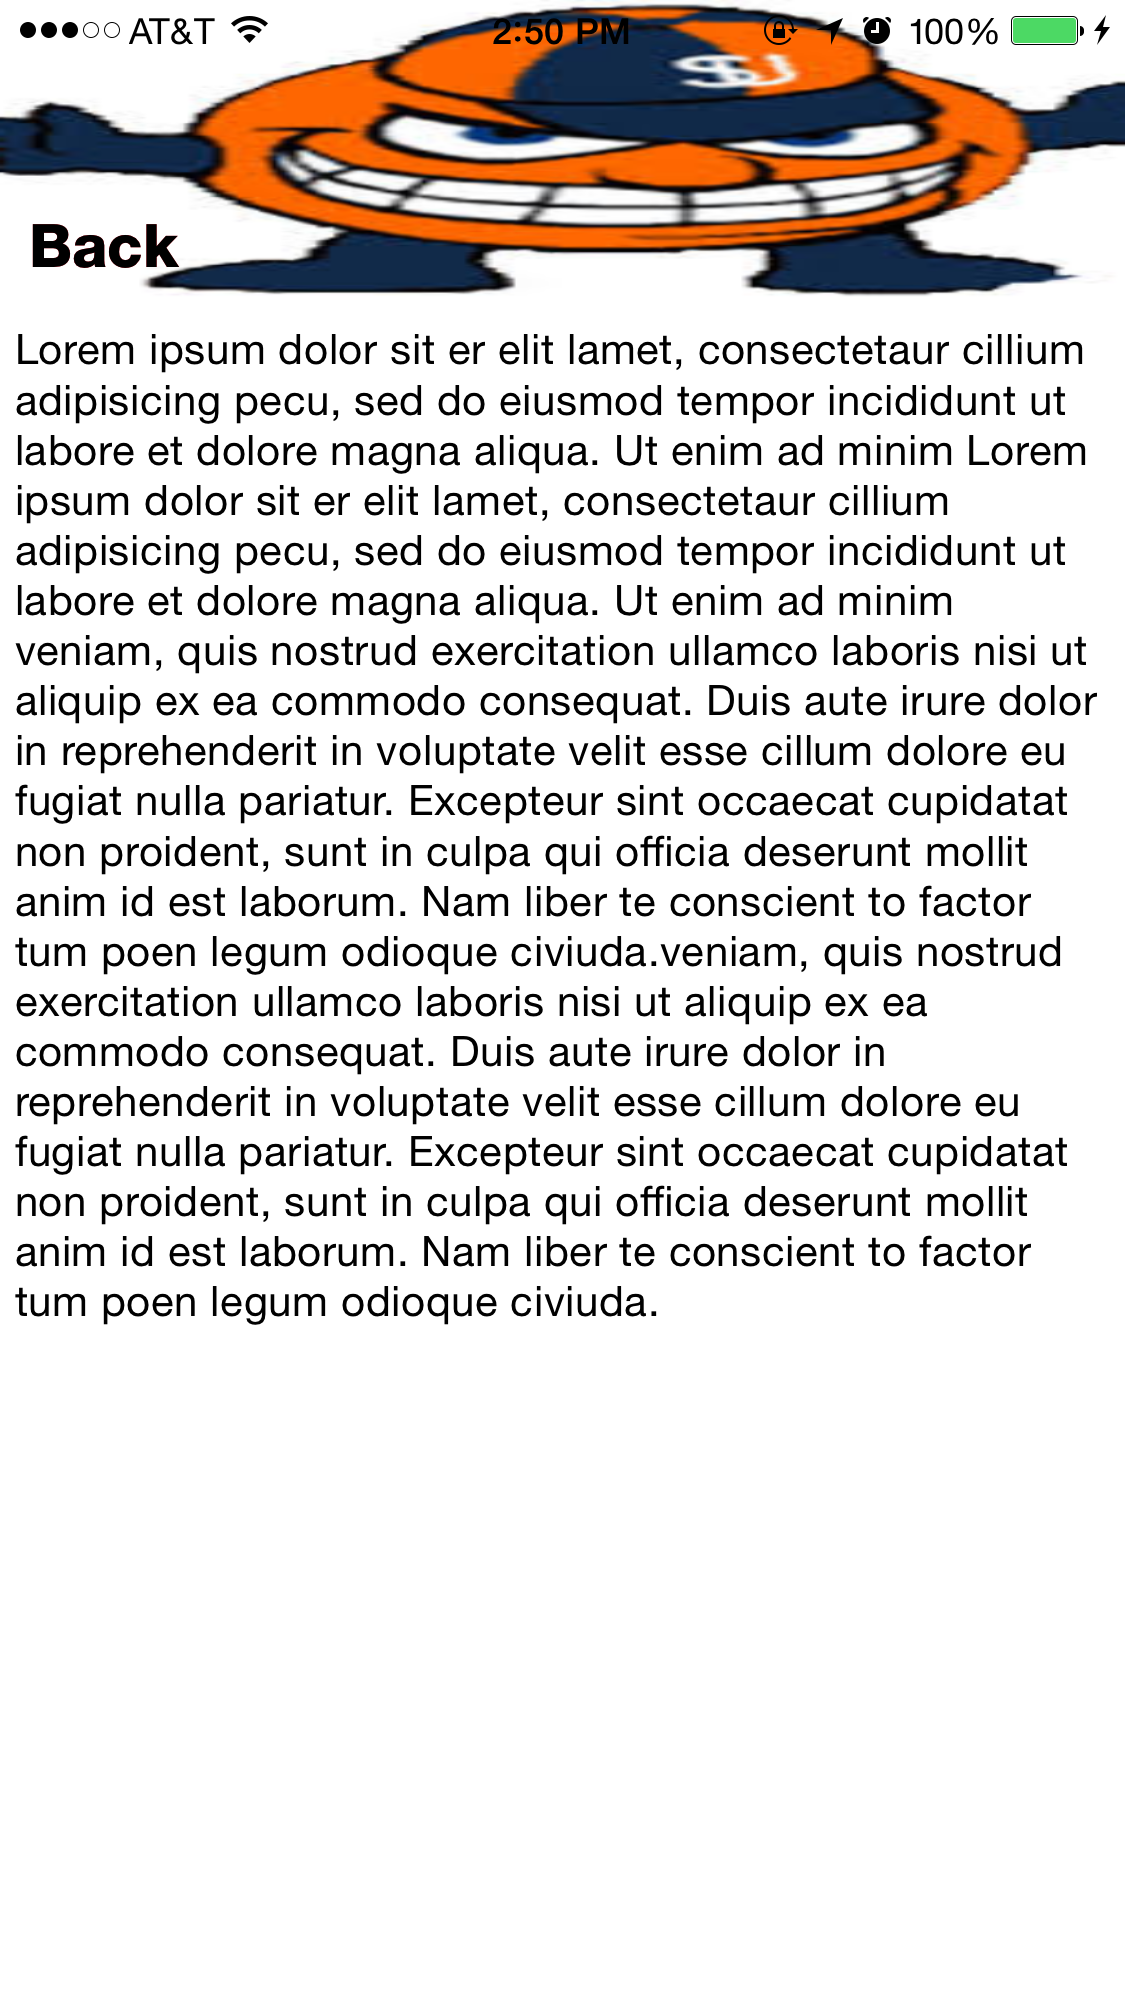 AT&T 2:50 PM 100%
SU
Back
Lorem ipsum dolor sit er elit lamet, consectetaur cillium
adipisicing pecu, sed do eiusmod tempor incididunt ut
labore et dolore magna aliqua. Ut enim ad minim Lorem
ipsum dolor sit er elit lamet, consectetaur cillium
adipisicing pecu, sed do eiusmod tempor incididunt ut
labore et dolore magna aliqua. Ut enim ad minim
veniam, quis nostrud exercitation ullamco laboris nisi ut
aliquip ex ea commodo consequat. Duis aute irure dolor
in reprehenderit in voluptate velit esse cillum dolore eu
fugiat nulla pariatur. Excepteur sint occaecat cupidatat
non proident, sunt in culpa qui officia deserunt mollit
anim id est laborum. Nam liber te conscient to factor
tum poen legum odioque civiuda.veniam, quis nostrud
exercitation ullamco laboris nisi ut aliquip ex ea
commodo consequat. Duis aute irure dolor in
reprehenderit in voluptate velit esse cillum dolore eu
fugiat nulla pariatur. Excepteur sint occaecat cupidatat
non proident, sunt in culpa qui officia deserunt mollit
anim id est laborum. Nam liber te conscient to factor
tum poen legum odioque civiuda.